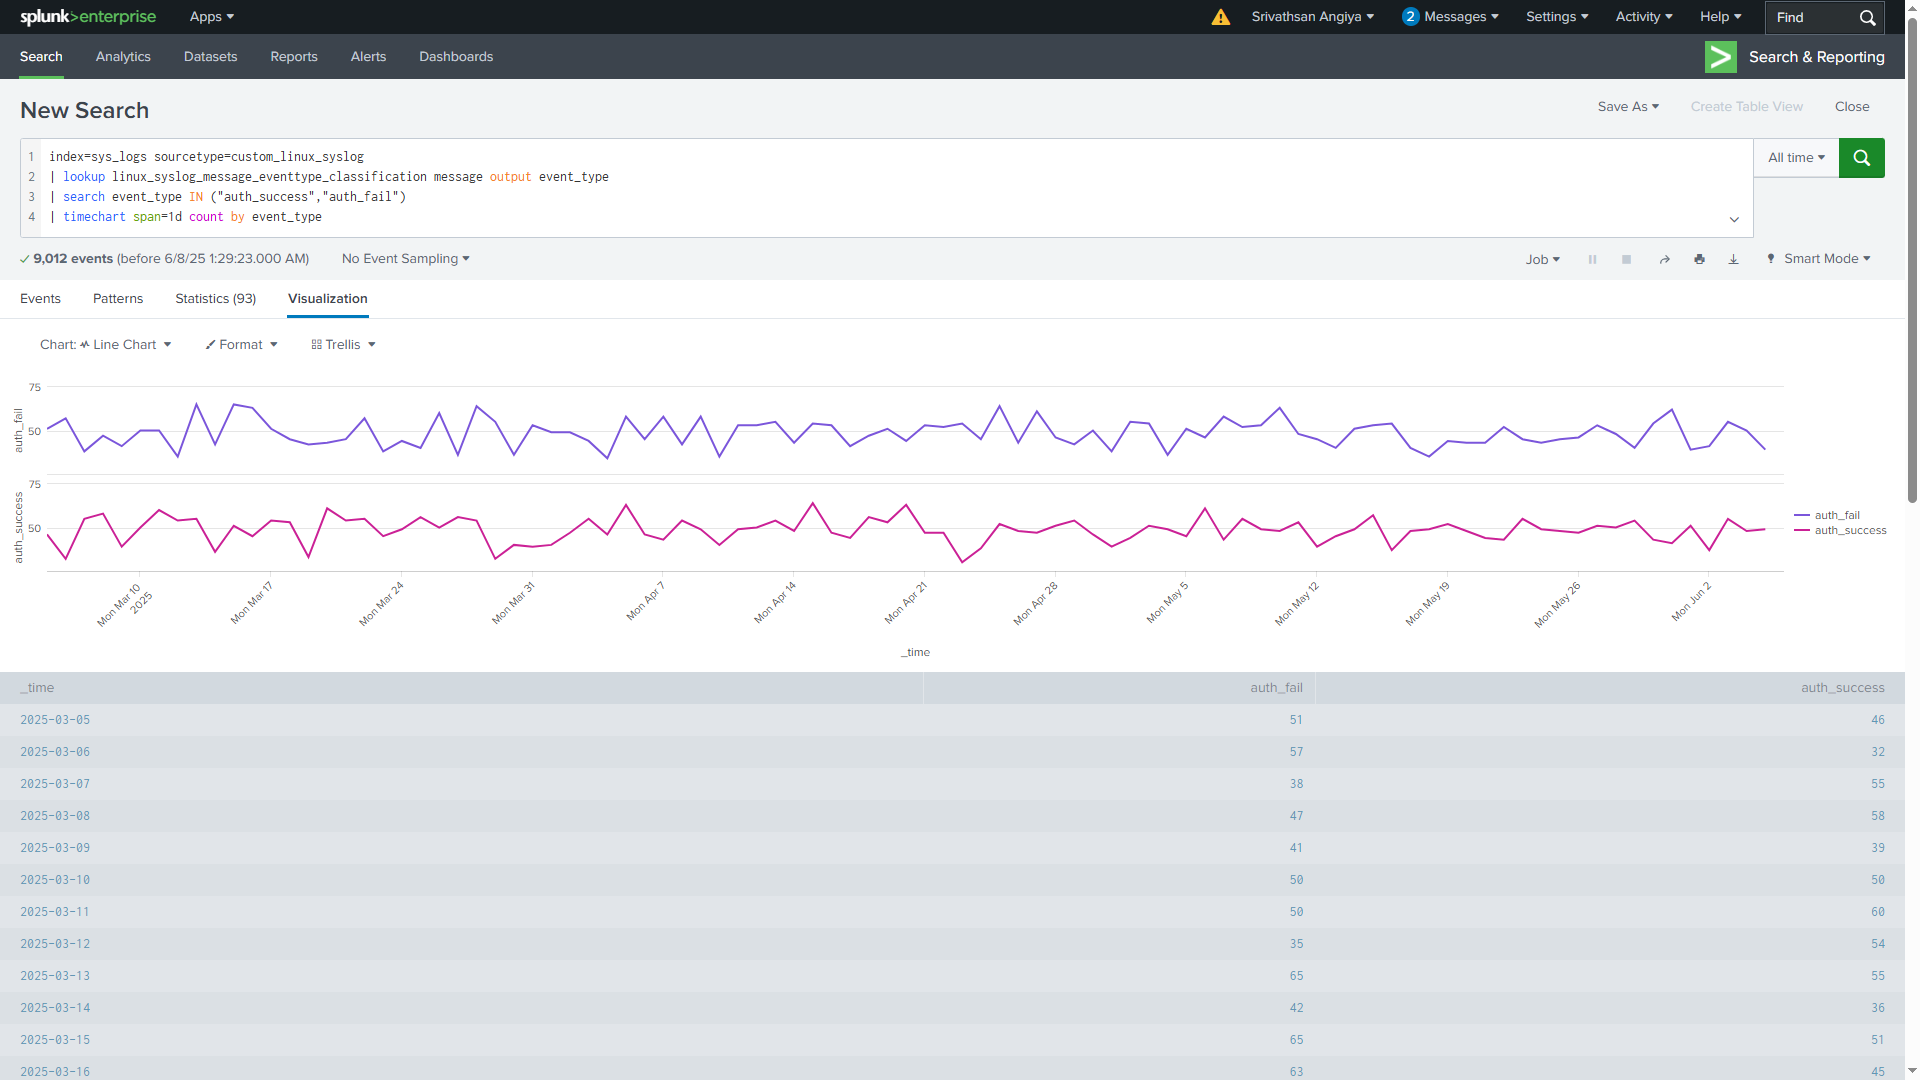 splunk>enterprise Apps Srivathsan Angiya 2 Messages Settings Activity Help Find
Search Analytics Datasets Reports Alerts Dashboards Search & Reporting
New Search Save As Create Table View Close
1 index=sys_logs sourcetype=custom_linux_syslog All time
2 | lookup linux_syslog_message_eventtype_classification message output event_type
3 | search event_type IN ("auth_success","auth_fail")
4 | timechart span=1d count by event_type
9,012 events (before 6/8/25 1:29:23.000 AM) No Event Sampling Job Smart Mode
Events Patterns Statistics (93) Visualization
Chart: Line Chart Format Trellis
75
50
auth_fail
75
50
auth_success
auth_fail
auth_success
Mon Mar 10
2025
Mon Mar 17
Mon Mar 24
Mon Mar 31
Mon Apr 7
Mon Apr 14
Mon Apr 21
Mon Apr 28
Mon May 5
Mon May 12
Mon May 19
Mon May 26
Mon Jun 2
_time
_time auth_fail auth_success
2025-03-05 51 46
2025-03-06 57 32
2025-03-07 38 55
2025-03-08 47 58
2025-03-09 41 39
2025-03-10 50 50
2025-03-11 50 60
2025-03-12 35 54
2025-03-13 65 55
2025-03-14 42 36
2025-03-15 65 51
2025-03-16 63 45